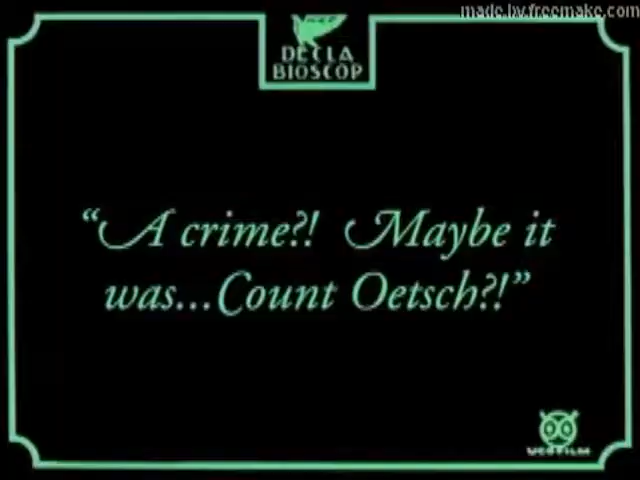 made.by.freemake.com
DECLA
BIOSCOP
“A crime?! Maybe it
was...Count Oetsch?!”